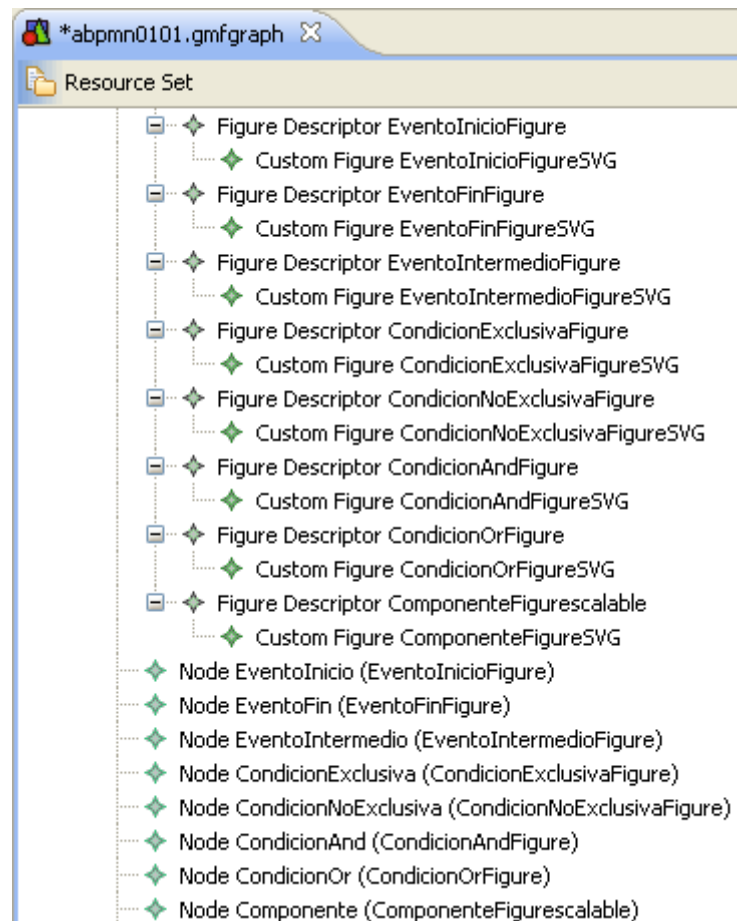 *abpmn0101.gmfgraph
Resource Set
Figure Descriptor EventoInicioFigure
Custom Figure EventoInicioFigureSVG
Figure Descriptor EventoFinFigure
Custom Figure EventoFinFigureSVG
Figure Descriptor EventoIntermedioFigure
Custom Figure EventoIntermedioFigureSVG
Figure Descriptor CondicionExclusivaFigure
Custom Figure CondicionExclusivaFigureSVG
Figure Descriptor CondicionNoExclusivaFigure
Custom Figure CondicionNoExclusivaFigureSVG
Figure Descriptor CondicionAndFigure
Custom Figure CondicionAndFigureSVG
Figure Descriptor CondicionOrFigure
Custom Figure CondicionOrFigureSVG
Figure Descriptor ComponenteFigurescalable
Custom Figure ComponenteFigureSVG
Node EventoInicio (EventoInicioFigure)
Node EventoFin (EventoFinFigure)
Node EventoIntermedio (EventoIntermedioFigure)
Node CondicionExclusiva (CondicionExclusivaFigure)
Node CondicionNoExclusiva (CondicionNoExclusivaFigure)
Node CondicionAnd (CondicionAndFigure)
Node CondicionOr (CondicionOrFigure)
Node Componente (ComponenteFigurescalable)